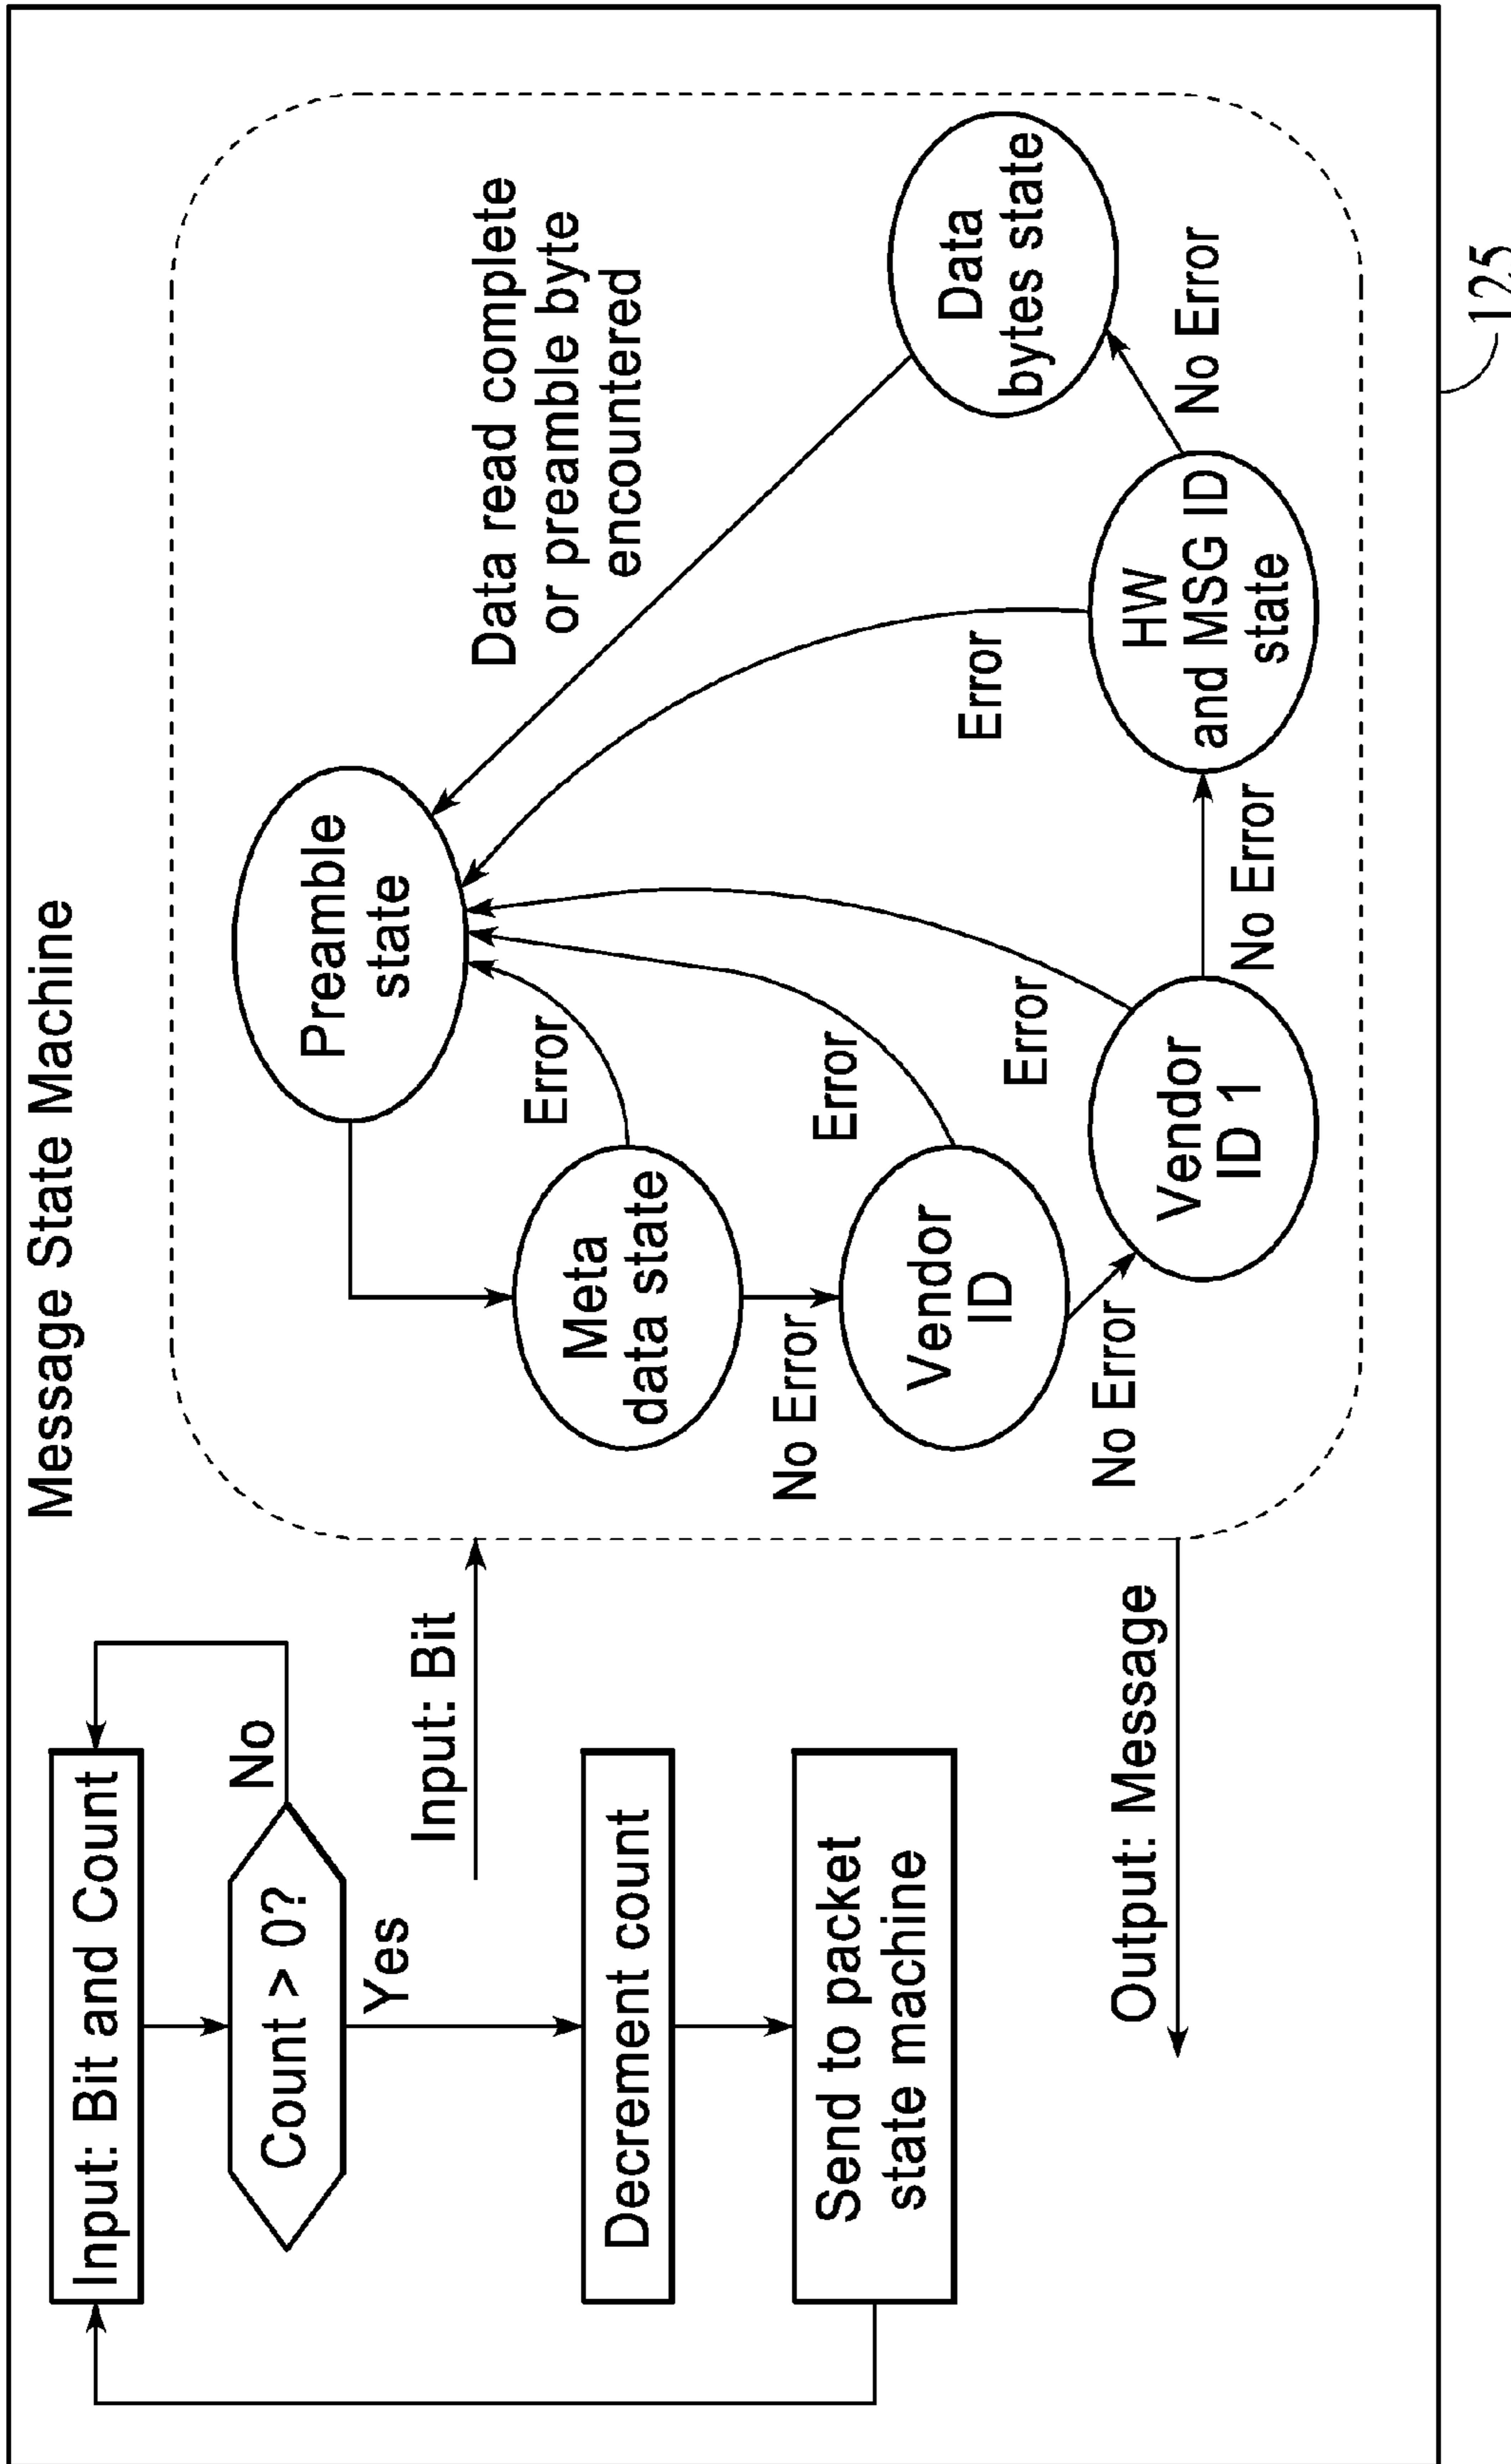 Message State Machine
Input: Bit and Count
Count > 0?
No
Yes
Decrement count
Send to packet
state machine
Input: Bit
Output: Message
Preamble
state
Meta
data state
Error
No Error
Vendor
ID
Error
No Error
Vendor
ID 1
Error
No Error
HW
and MSG ID
state
Error
No Error
Data
bytes state
Data read complete
or preamble byte
encountered
125